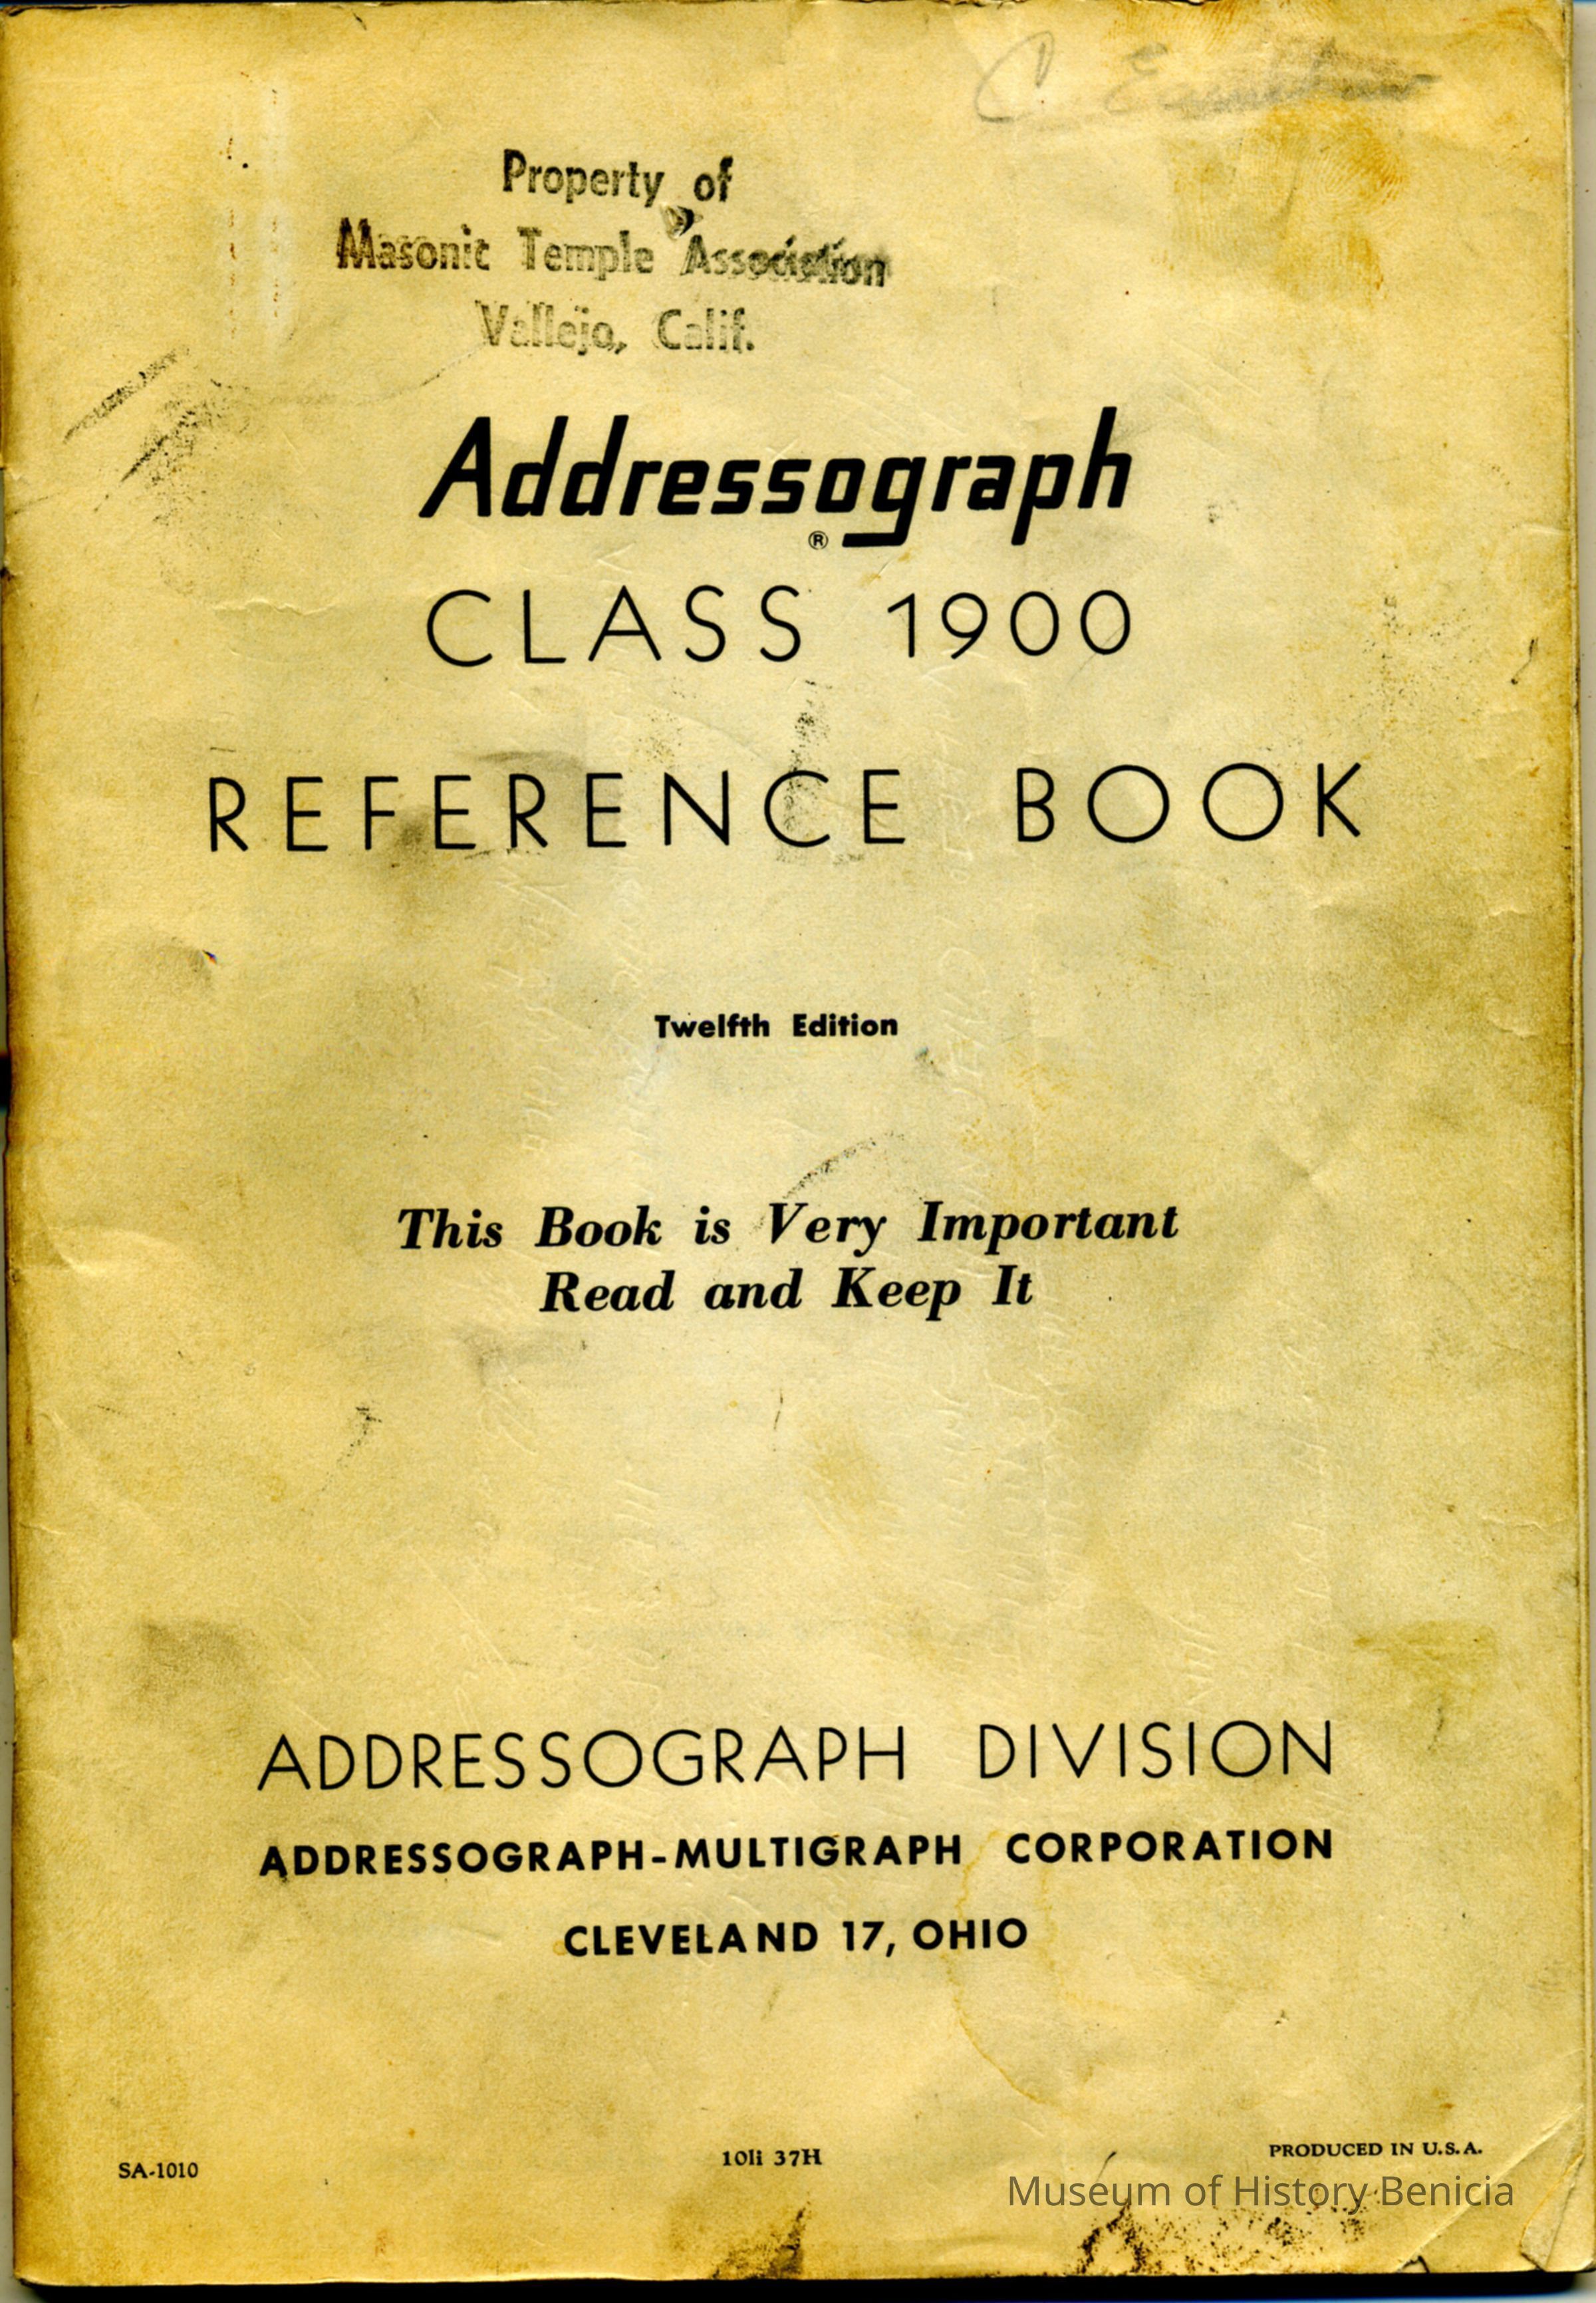 Property of
Masonic Temple Association
Vallejo, Calif.
Addressograph
®
CLASS 1900
REFERENCE BOOK
Twelfth Edition
This Book is Very Important
Read and Keep It
ADDRESSOGRAPH DIVISION
ADDRESSOGRAPH-MULTIGRAPH CORPORATION
CLEVELAND 17, OHIO
SA-1010
10li 37H
PRODUCED IN U.S.A.
Museum of History Benicia